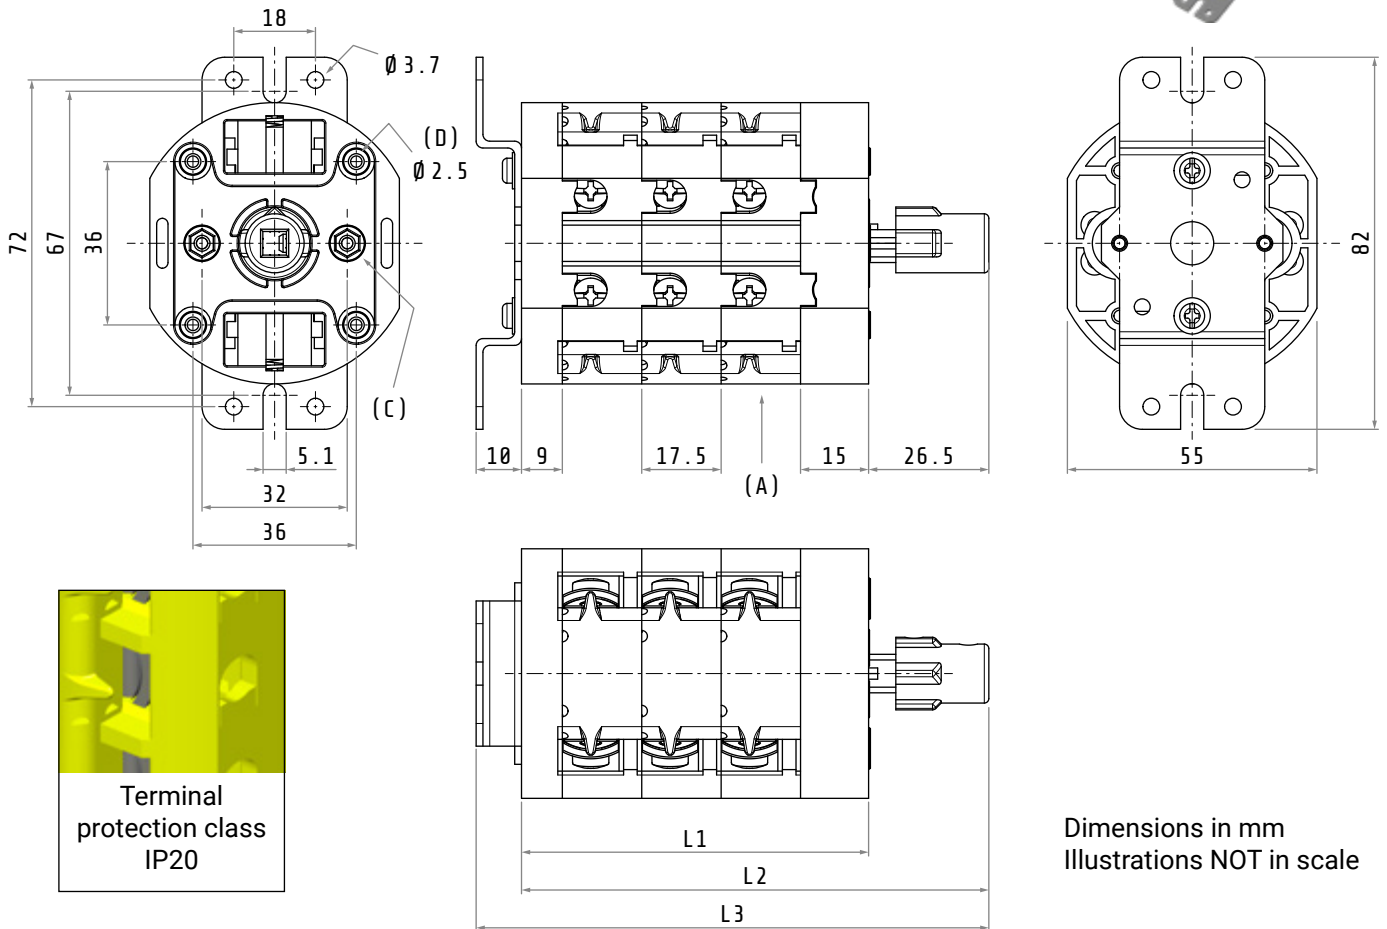 18
Ø3.7
(D)
Ø2.5
72
67
36
(C)
5.1
32
36
10
9
17.5
(A)
15
26.5
82
55
Terminal
protection class
IP20
L1
L2
L3
Dimensions in mm
Illustrations NOT in scale